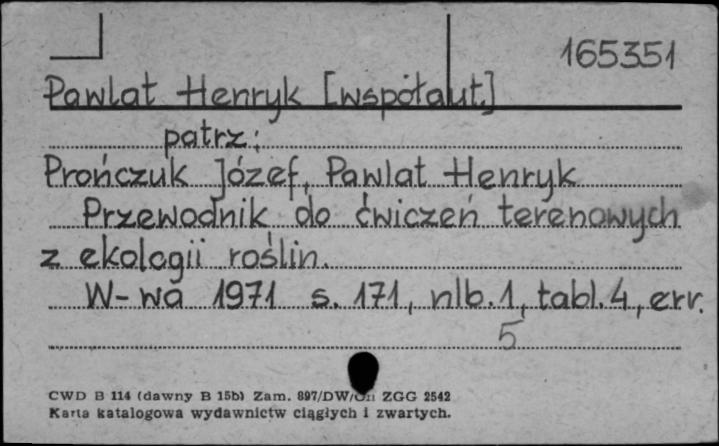 165351
Pawlat Henryk [współaut.]
patrz:
Prończuk Józef, Pawlat Henryk
Przewodnik do ćwiczeń terenowych
z ekologii roślin.
W-wa 1971 s. 171, nlb. 1, tabl. 4, err.
5
CWD B 114 (dawny B 15b) Zam. 897/DW/ ZGG 2542
Karta katalogowa wydawnictw ciągłych i zwartych.